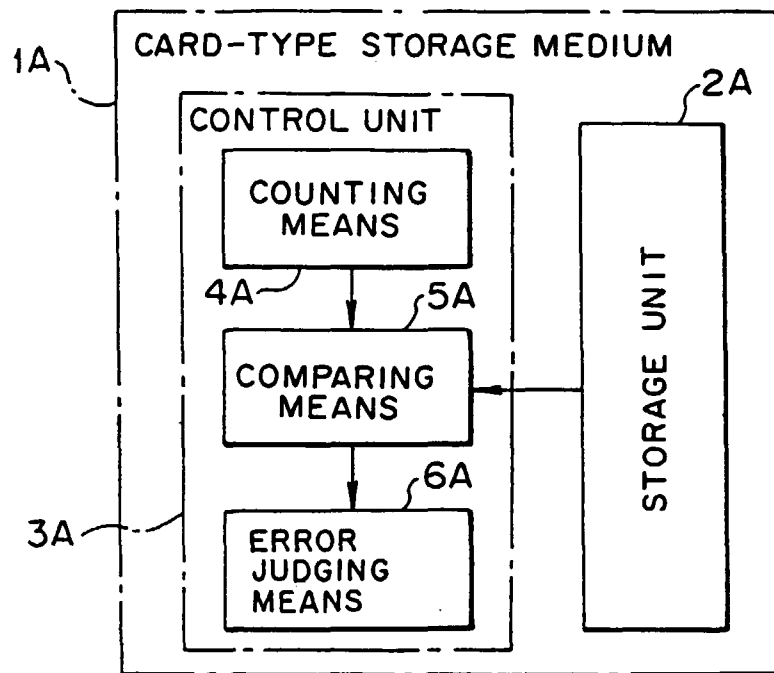 CARD-TYPE STORAGE MEDIUM
1A
2A
CONTROL UNIT
COUNTING
MEANS
4A
5A
COMPARING
MEANS
STORAGE UNIT
6A
3A
ERROR
JUDGING
MEANS